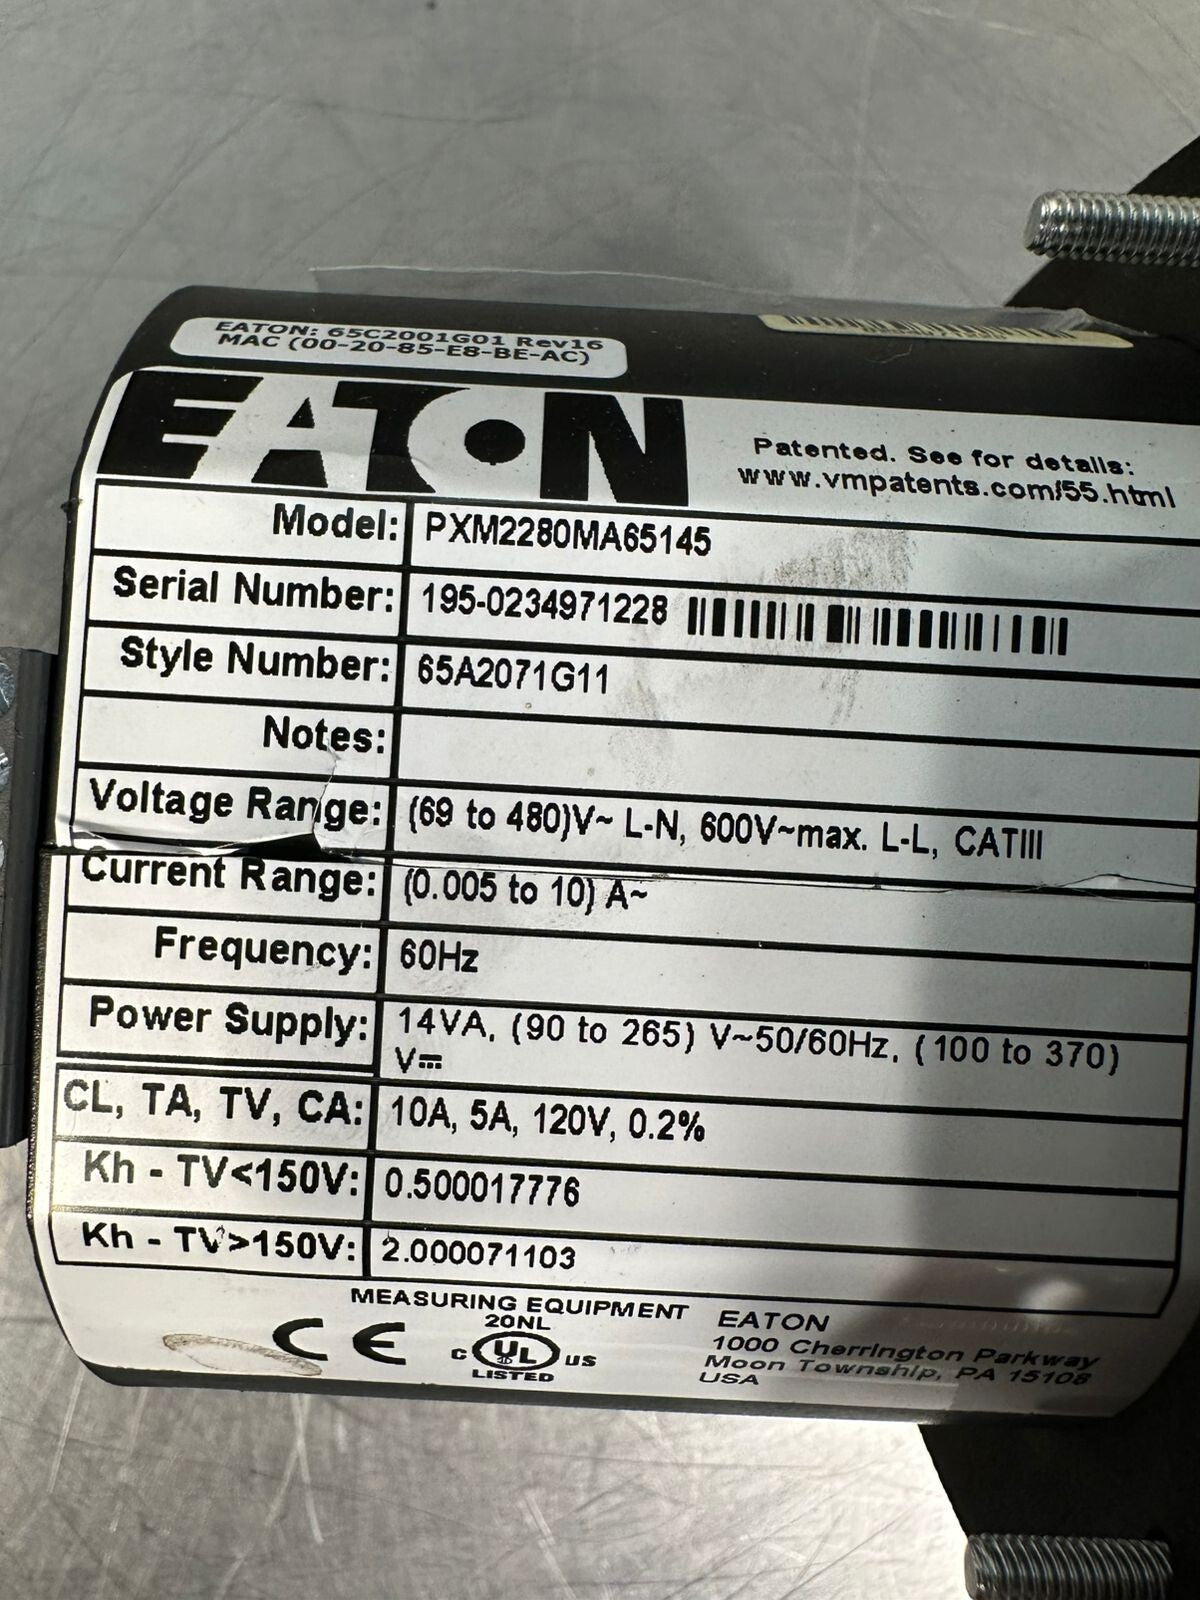 EATON: 65C2001G01 Rev16
MAC (00-20-85-E8-BE-AC)
EATON
Patented. See for details:
www.vmpatents.com/55.html
Model: PXM2280MA65145
Serial Number: 195-0234971228
Style Number: 65A2071G11
Notes:
Voltage Range: (69 to 480)V~ L-N, 600V~max. L-L, CATIII
Current Range: (0.005 to 10) A~
Frequency: 60Hz
Power Supply: 14VA, (90 to 265) V~50/60Hz, (100 to 370)
V⎓
CL, TA, TV, CA: 10A, 5A, 120V, 0.2%
Kh - TV<150V: 0.500017776
Kh - TV>150V: 2.000071103
MEASURING EQUIPMENT
20NL
CE
C UL US
LISTED
EATON
1000 Cherrington Parkway
Moon Township, PA 15108
USA